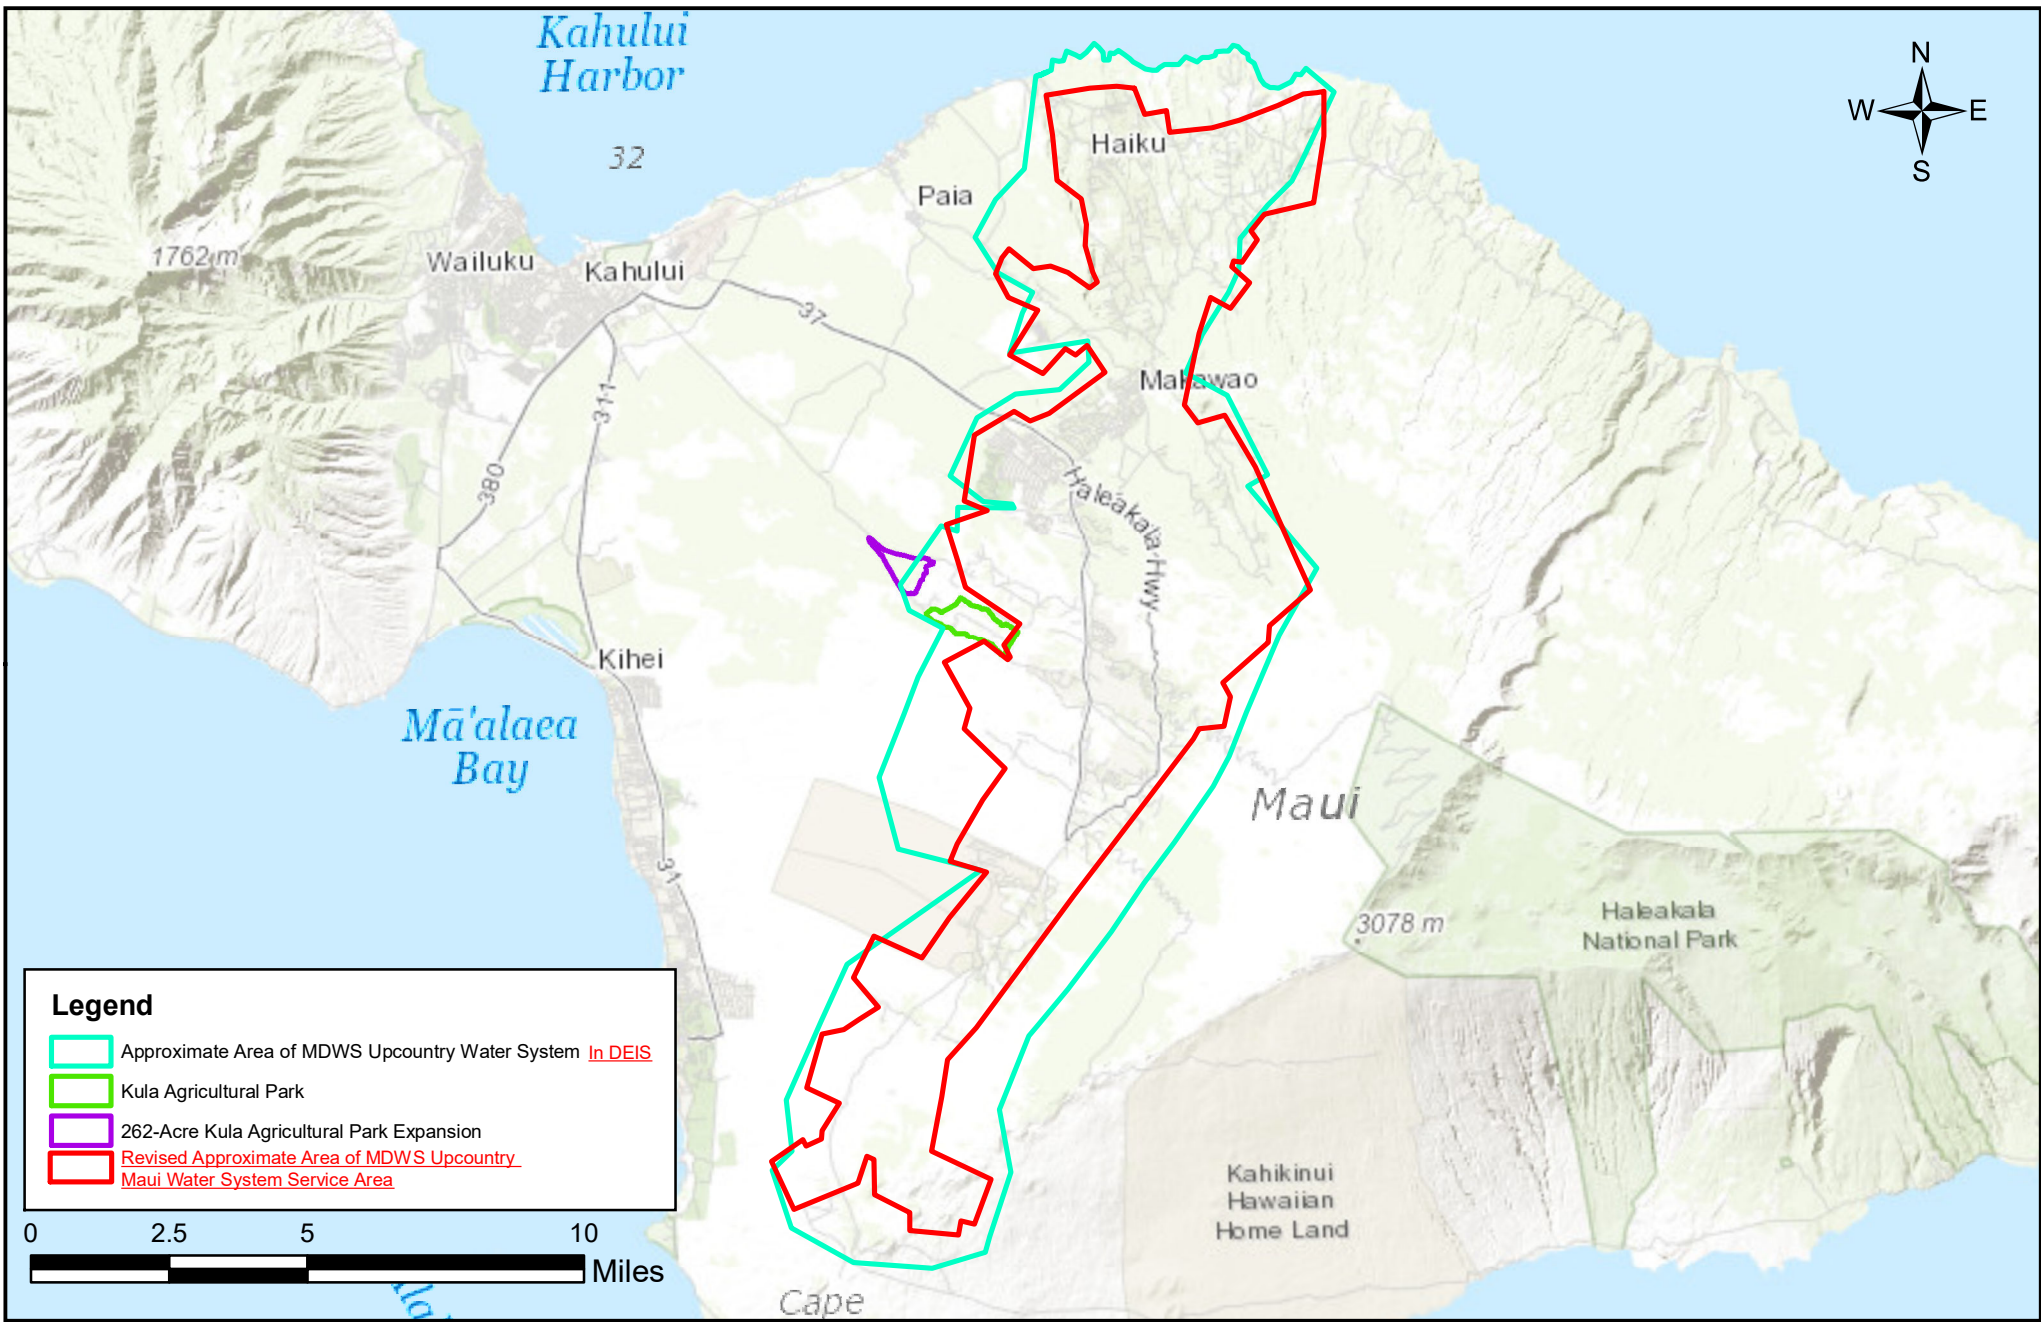 Kahului
Harbor
N
W E
S
32
Haiku
Paia
1762 m
Wailuku
Kahului
37
311
Makawao
380
Haleakala Hwy
Kihei
Mā'alaea
Bay
Maui
31
Haleakala
National Park
3078 m
Legend
Approximate Area of MDWS Upcountry Water System In DEIS
Kula Agricultural Park
262-Acre Kula Agricultural Park Expansion
Revised Approximate Area of MDWS Upcountry
Maui Water System Service Area
Kahikinui
Hawaiian
Home Land
0 2.5 5 10
Miles
Cape